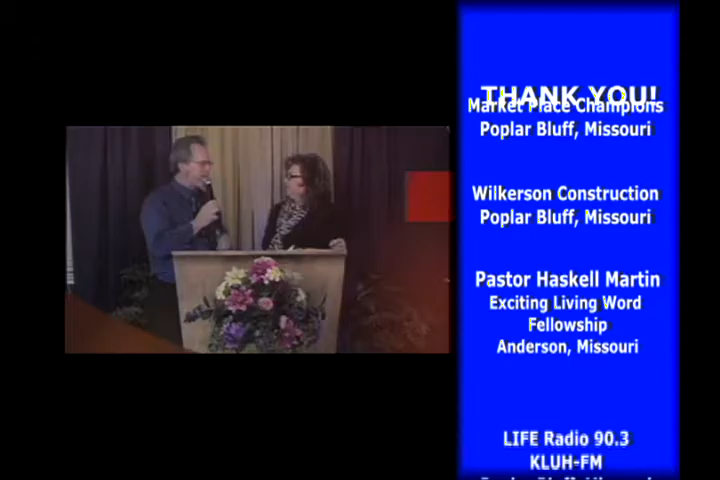 THANK YOU!
Market Place Champions
Poplar Bluff, Missouri
Wilkerson Construction
Poplar Bluff, Missouri
Pastor Haskell Martin
Exciting Living Word
Fellowship
Anderson, Missouri
LIFE Radio 90.3
KLUH-FM